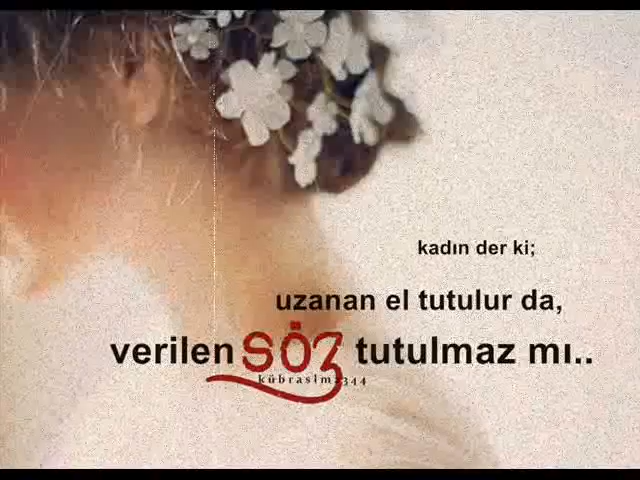 kadın der ki;
uzanan el tutulur da,
verilen söz tutulmaz mı..